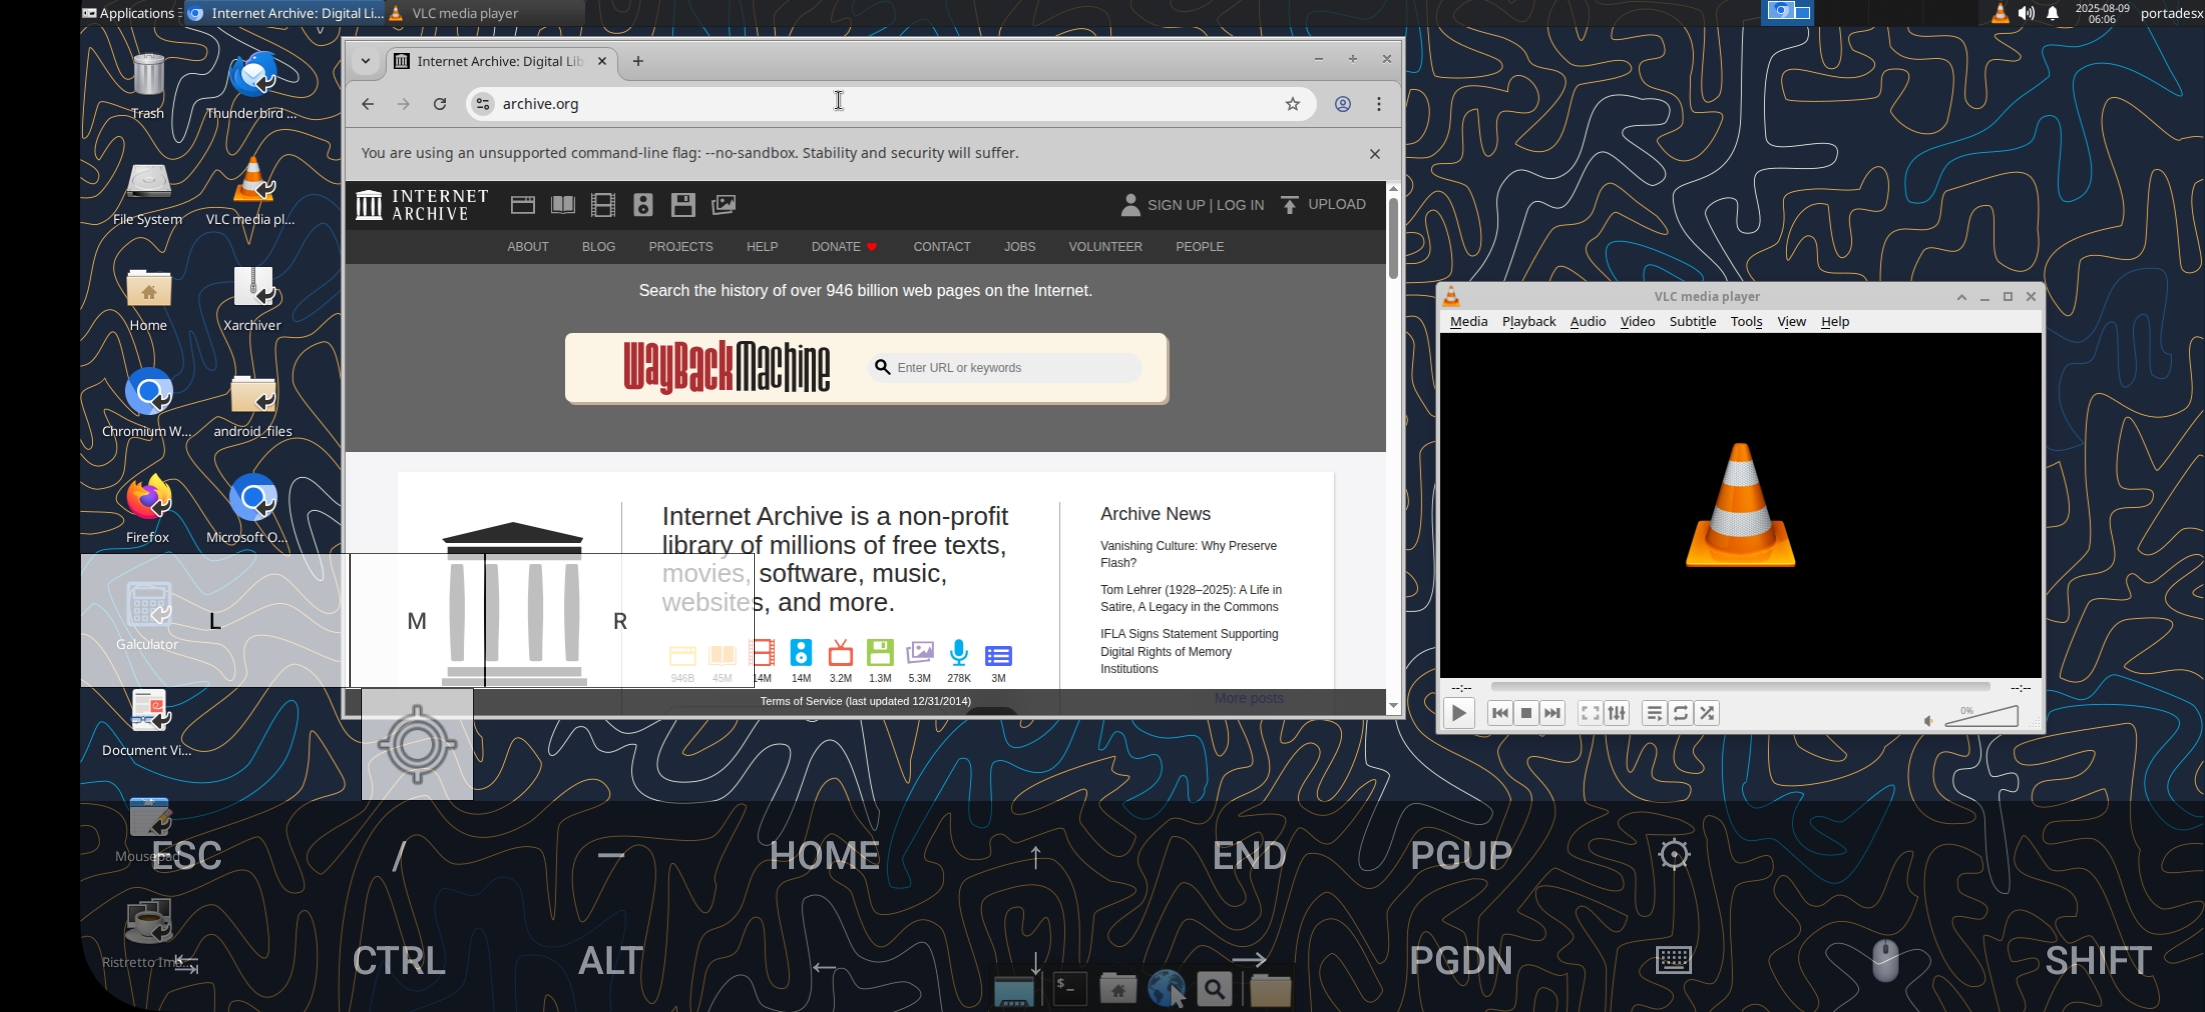 Applications
Internet Archive: Digital Li...
VLC media player
2025-08-09
06:06
portadesx
Trash
Thunderbird ...
File System
VLC media pl...
Home
Xarchiver
Chromium W...
android_files
Firefox
Microsoft O...
Galculator
Document Vi...
Mousepad
Ristretto Im...
Internet Archive: Digital Lib
archive.org
You are using an unsupported command-line flag: --no-sandbox. Stability and security will suffer.
INTERNET
ARCHIVE
SIGN UP | LOG IN
UPLOAD
ABOUT
BLOG
PROJECTS
HELP
DONATE
CONTACT
JOBS
VOLUNTEER
PEOPLE
Search the history of over 946 billion web pages on the Internet.
WayBackMachine
Enter URL or keywords
Internet Archive is a non-profit
library of millions of free texts,
movies, software, music,
websites, and more.
946B
45M
14M
14M
3.2M
1.3M
5.3M
278K
3M
Archive News
Vanishing Culture: Why Preserve
Flash?
Tom Lehrer (1928–2025): A Life in
Satire, A Legacy in the Commons
IFLA Signs Statement Supporting
Digital Rights of Memory
Institutions
More posts
Terms of Service (last updated 12/31/2014)
L
M
R
VLC media player
Media
Playback
Audio
Video
Subtitle
Tools
View
Help
--:--
--:--
0%
ESC
/
—
HOME
↑
END
PGUP
CTRL
ALT
←
↓
→
PGDN
SHIFT
$_